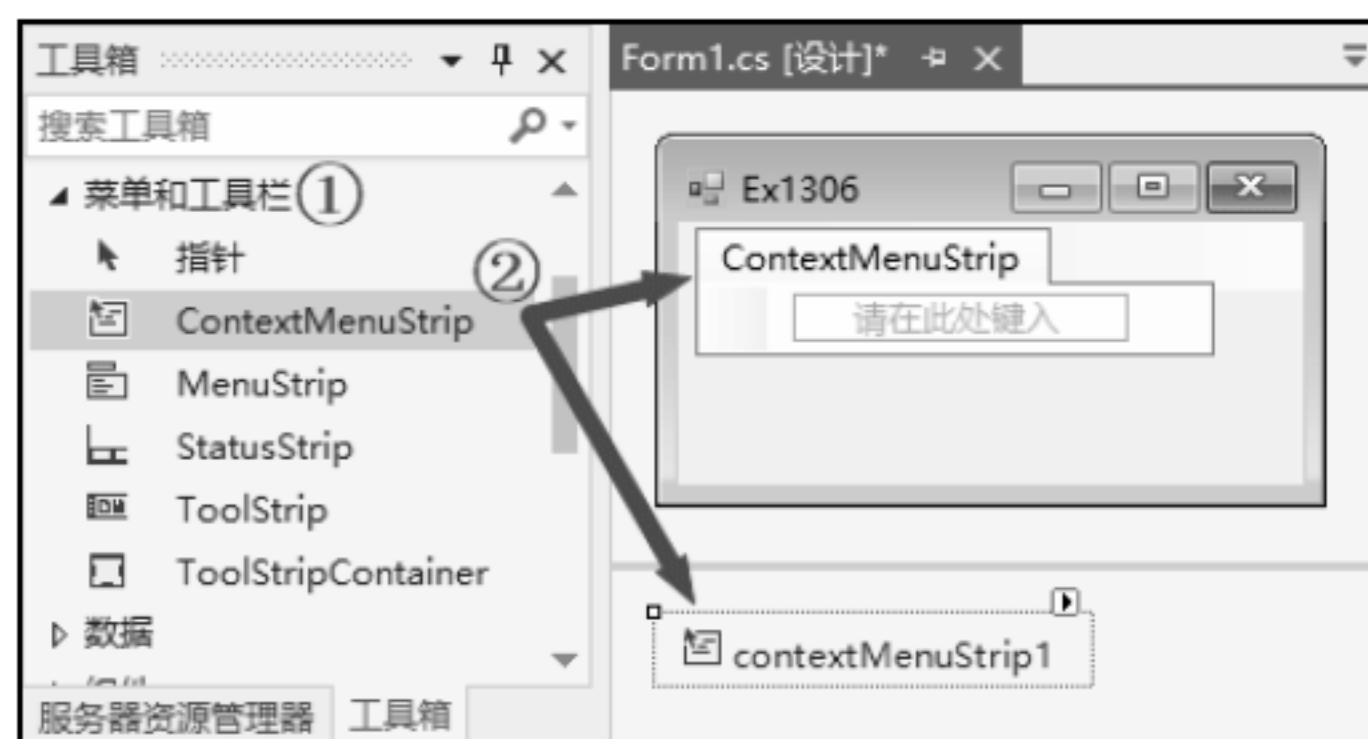 工具箱
搜索工具箱
菜单和工具栏①
指针
②
ContextMenuStrip
MenuStrip
StatusStrip
ToolStrip
ToolStripContainer
数据
服务器资源管理器 工具箱
Form1.cs [设计]*
Ex1306
ContextMenuStrip
请在此处键入
contextMenuStrip1